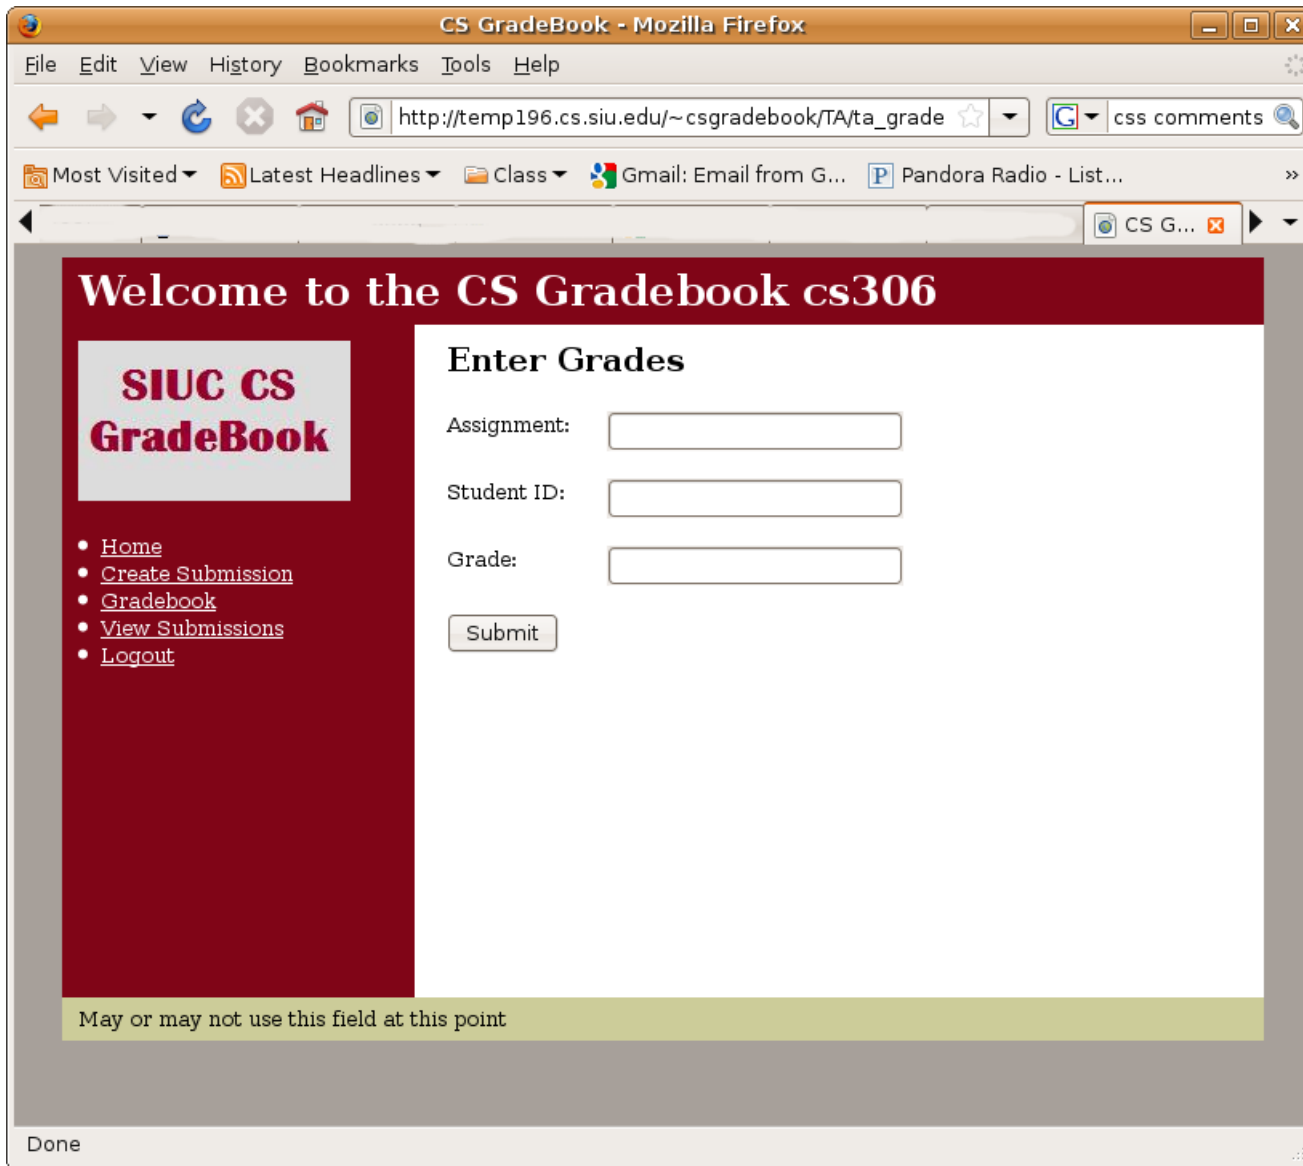 CS GradeBook - Mozilla Firefox
File Edit View History Bookmarks Tools Help
http://temp196.cs.siu.edu/~csgradebook/TA/ta_grade G css comments
Most Visited Latest Headlines Class Gmail: Email from G... P Pandora Radio - List... »
CS G...
Welcome to the CS Gradebook cs306
SIUC CS
GradeBook
Home
Create Submission
Gradebook
View Submissions
Logout
Enter Grades
Assignment:
Student ID:
Grade:
Submit
May or may not use this field at this point
Done